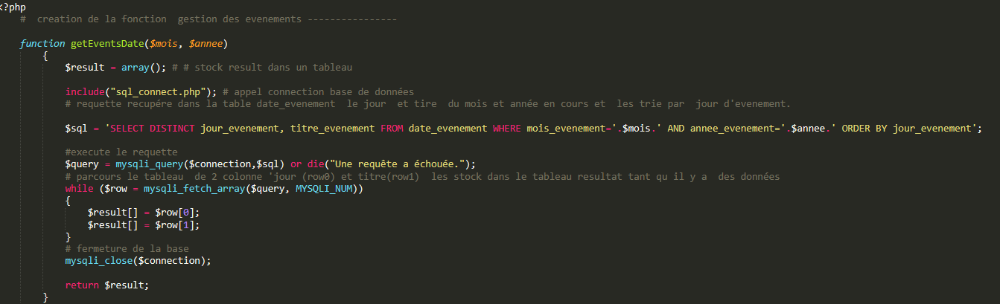 <?php
# creation de la fonction gestion des evenements ----------------
function getEventsDate($mois, $annee)
{
$result = array(); # # stock result dans un tableau
include("sql_connect.php"); # appel connection base de données
# requette recupére dans la table date_evenement le jour et tire du mois et année en cours et les trie par jour d'evenement.
$sql = 'SELECT DISTINCT jour_evenement, titre_evenement FROM date_evenement WHERE mois_evenement='.$mois.' AND annee_evenement='.$annee.' ORDER BY jour_evenement';
#execute le requette
$query = mysqli_query($connection,$sql) or die("Une requête a échouée.");
# parcours le tableau de 2 colonne 'jour (row0) et titre(row1) les stock dans le tableau resultat tant qu il y a des données
while ($row = mysqli_fetch_array($query, MYSQLI_NUM))
{
$result[] = $row[0];
$result[] = $row[1];
}
# fermeture de la base
mysqli_close($connection);
return $result;
}